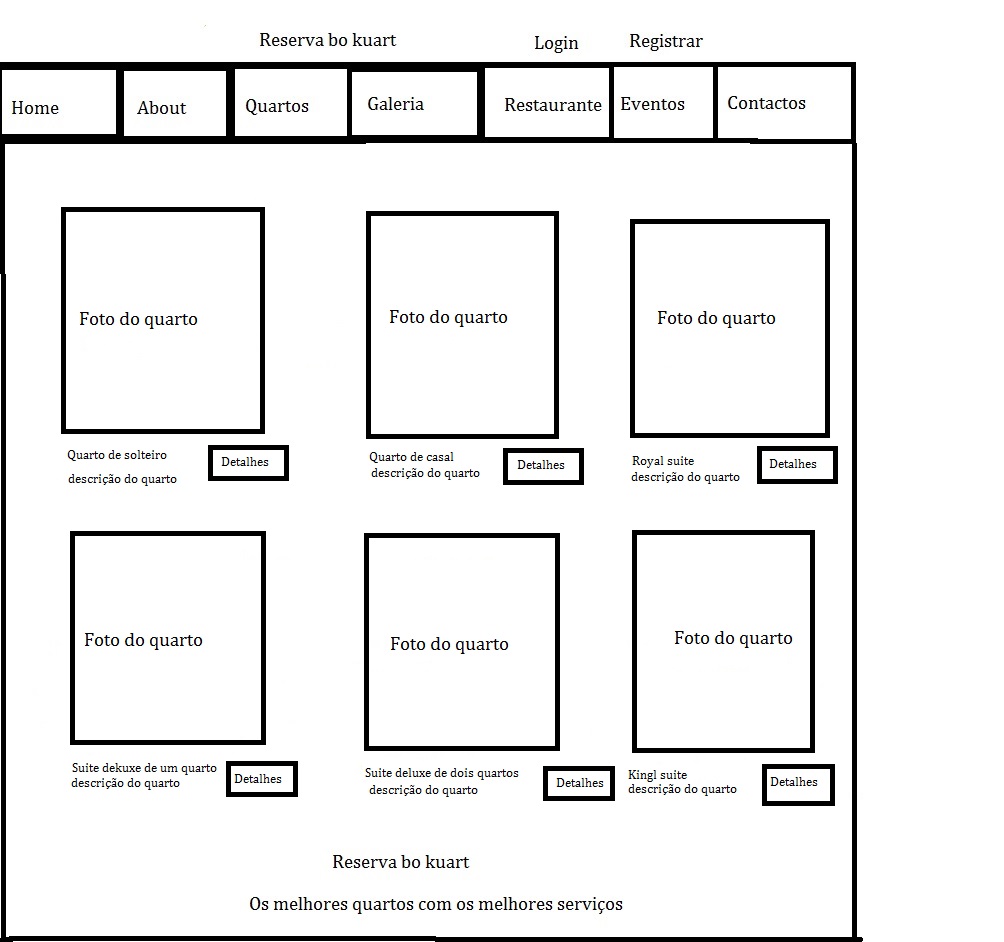 Reserva bo kuart
Login
Registrar
Home
About
Quartos
Galeria
Restaurante
Eventos
Contactos
Foto do quarto
Foto do quarto
Foto do quarto
Quarto de solteiro
descrição do quarto
Detalhes
Quarto de casal
descrição do quarto
Detalhes
Royal suite
descrição do quarto
Detalhes
Foto do quarto
Foto do quarto
Foto do quarto
Suite dekuxe de um quarto
descrição do quarto
Detalhes
Suite deluxe de dois quartos
descrição do quarto
Detalhes
Kingl suite
descrição do quarto
Detalhes
Reserva bo kuart
Os melhores quartos com os melhores serviços